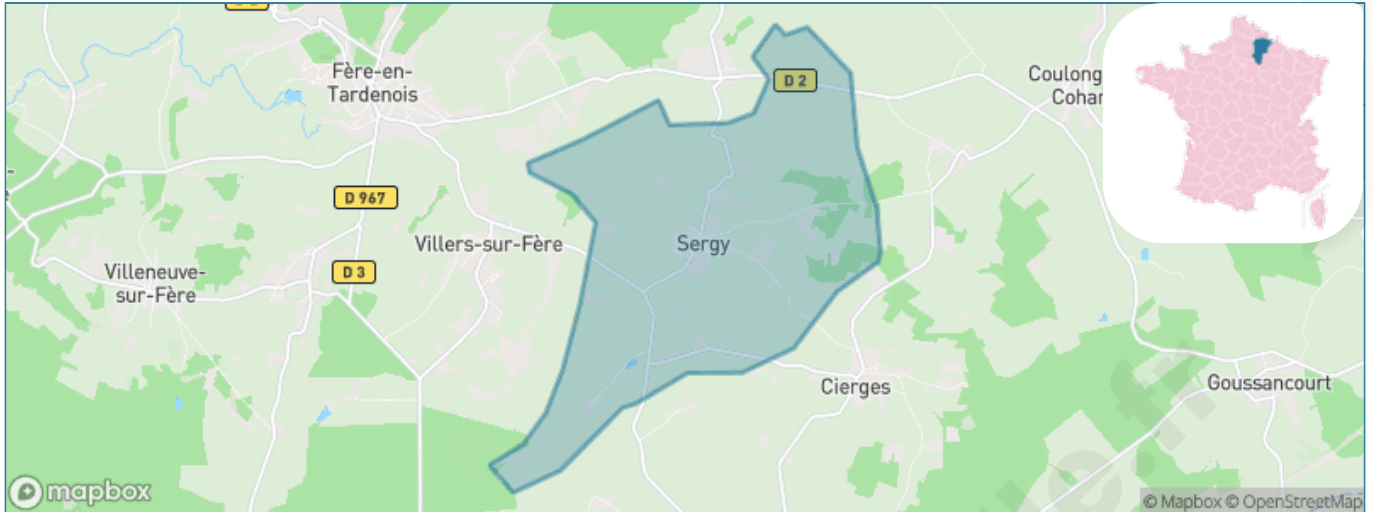 Fère-en-
Tardenois
D 2
Coulong
Cohar
D 967
Villers-sur-Fère
Sergy
Villeneuve-
sur-Fère
D 3
Cierges
Goussancourt
mapbox
© Mapbox © OpenStreetMap